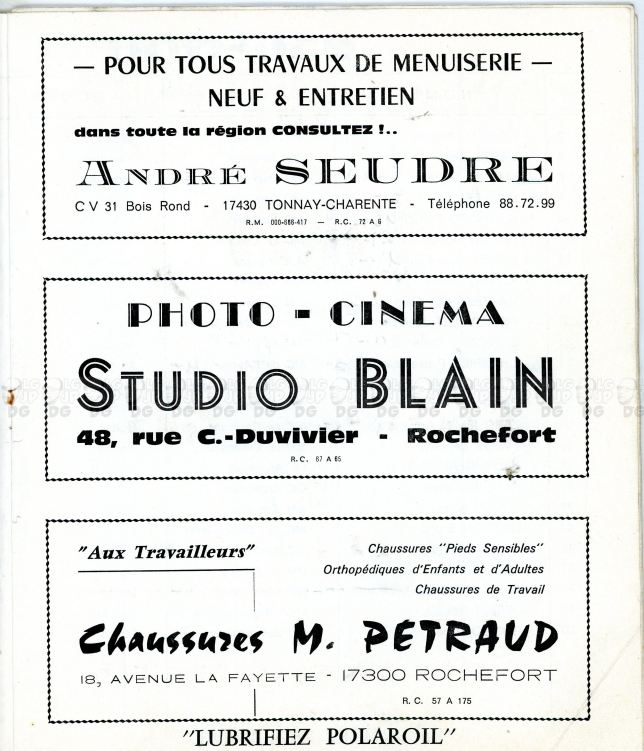 — POUR TOUS TRAVAUX DE MENUISERIE —
NEUF & ENTRETIEN
dans toute la région CONSULTEZ !..
ANDRÉ SEUDRE
C V 31 Bois Rond - 17430 TONNAY-CHARENTE - Téléphone 88.72.99
R.M. 000-686-417 — R.C. 72 A 6
PHOTO - CINEMA
STUDIO BLAIN
48, rue C.-Duvivier - Rochefort
R.C. 67 A 65
"Aux Travailleurs"
Chaussures "Pieds Sensibles"
Orthopédiques d'Enfants et d'Adultes
Chaussures de Travail
Chaussures M. PETRAUD
18, AVENUE LA FAYETTE - 17300 ROCHEFORT
R.C. 57 A 175
"LUBRIFIEZ POLAROIL"